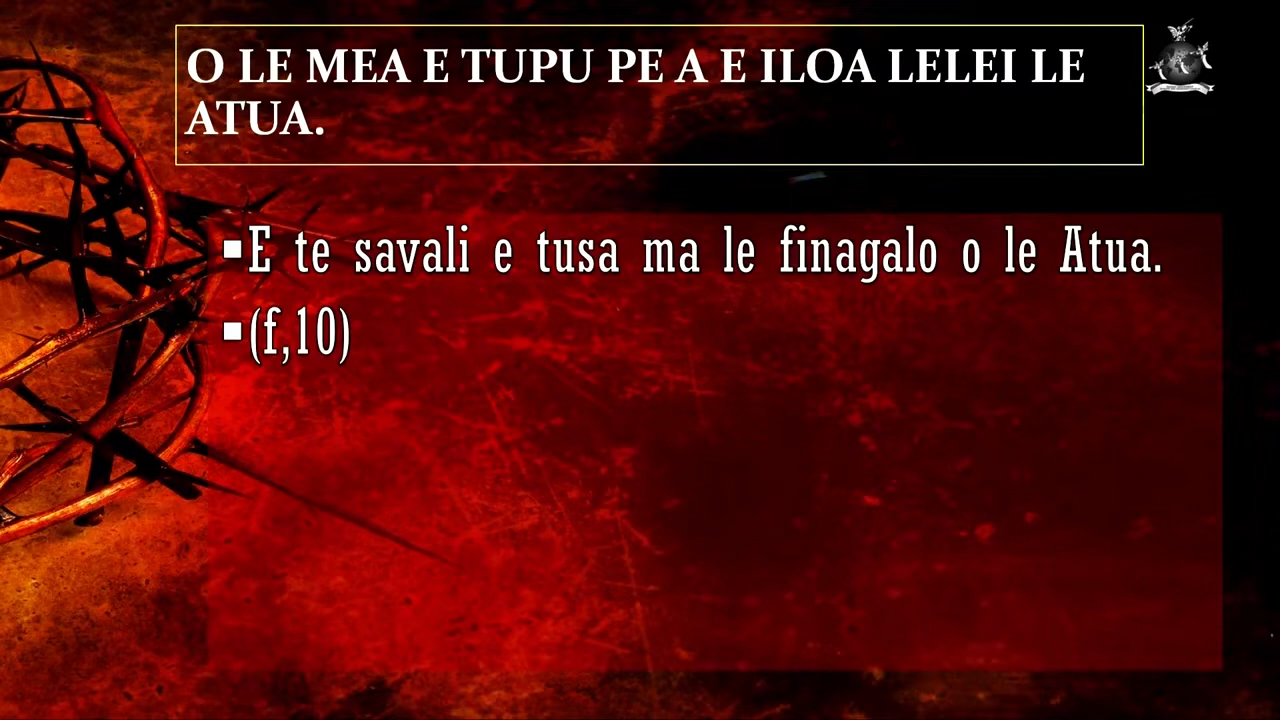 O LE MEA E TUPU PE A E ILOA LELEI LE
ATUA.
▪E te savali e tusa ma le finagalo o le Atua.
▪(f,10)